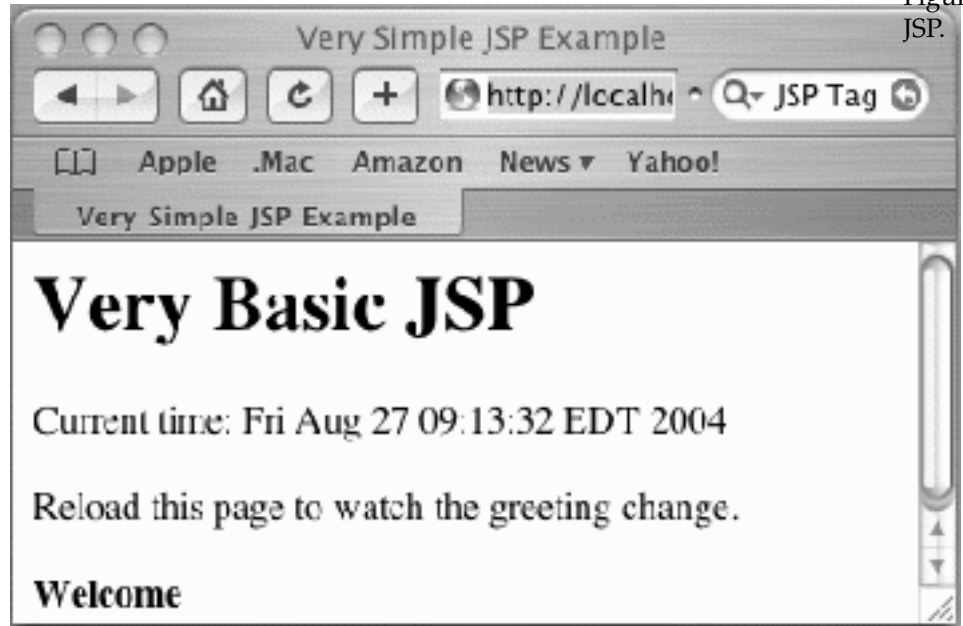 Figu
JSP.
Very Simple JSP Example
http://localh
JSP Tag
Apple .Mac Amazon News Yahoo!
Very Simple JSP Example
Very Basic JSP
Current time: Fri Aug 27 09:13:32 EDT 2004
Reload this page to watch the greeting change.
Welcome